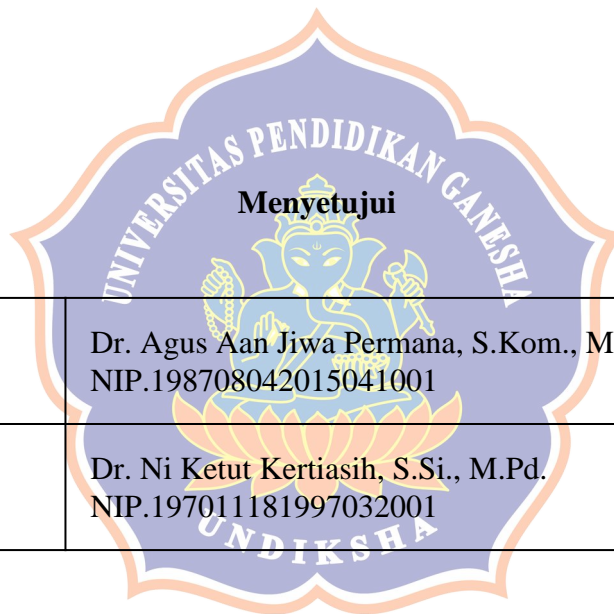 UNIVERSITAS PENDIDIKAN GANESHA
Menyetujui
Dr. Agus Aan Jiwa Permana, S.Kom., M
NIP.198708042015041001
Dr. Ni Ketut Kertiasih, S.Si., M.Pd.
NIP.197011181997032001
UNDIKSHA